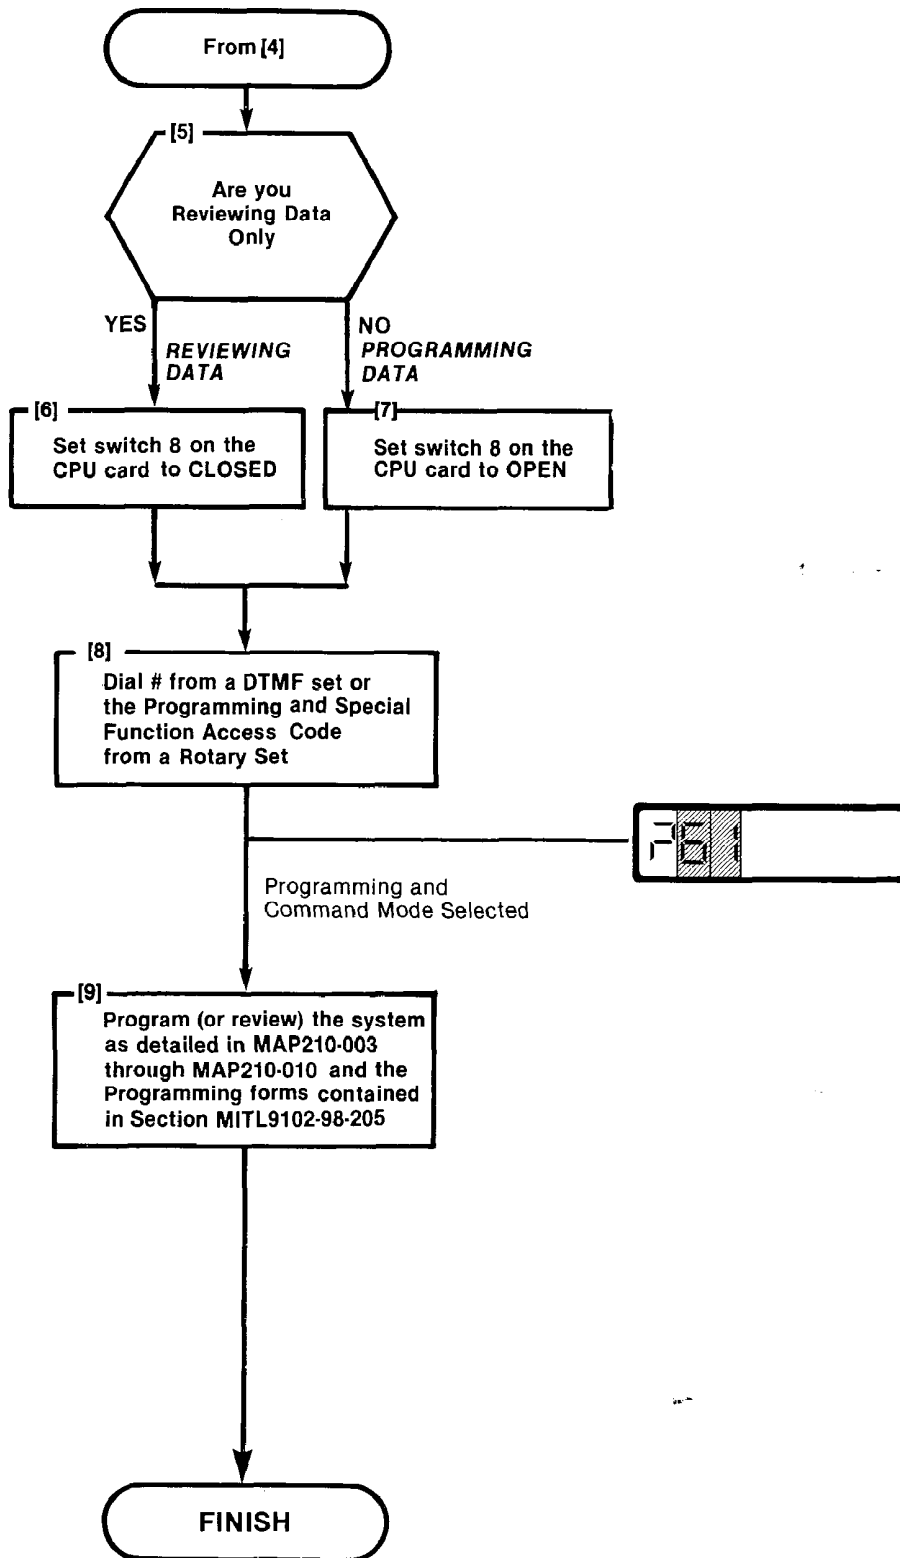 From [4]
[5]
Are you
Reviewing Data
Only
YES
REVIEWING
DATA
NO
PROGRAMMING
DATA
[6]
Set switch 8 on the
CPU card to CLOSED
[7]
Set switch 8 on the
CPU card to OPEN
[8]
Dial # from a DTMF set or
the Programming and Special
Function Access Code
from a Rotary Set
P61
Programming and
Command Mode Selected
[9]
Program (or review) the system
as detailed in MAP210-003
through MAP210-010 and the
Programming forms contained
in Section MITL9102-98-205
FINISH